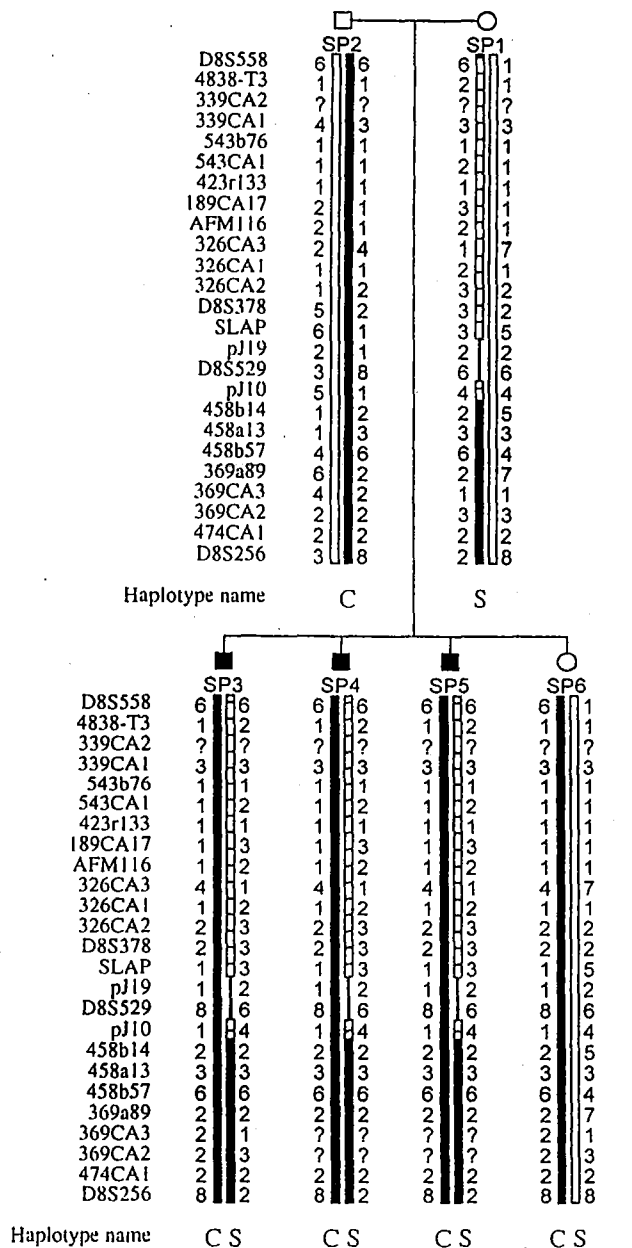 SP2 SP1
D8S558 6 6 6 1
4838-T3 1 1 2 1
339CA2 ? ? ? ?
339CA1 4 3 3 3
543b76 1 1 1 1
543CA1 1 1 2 1
423r133 1 1 1 1
189CA17 2 1 3 1
AFM116 2 1 2 1
326CA3 2 4 1 7
326CA1 1 1 2 1
326CA2 1 2 3 2
D8S378 5 2 3 2
SLAP 6 1 3 5
pJ19 2 1 2 2
D8S529 3 8 6 6
pJ10 5 1 4 4
458b14 1 2 2 5
458a13 1 3 3 3
458b57 4 6 6 4
369a89 6 2 2 7
369CA3 4 2 1 1
369CA2 2 2 3 3
474CA1 2 2 2 2
D8S256 3 8 2 8
Haplotype name C S
SP3 SP4 SP5 SP6
D8S558 6 6 6 6 6 6 6 1
4838-T3 1 2 1 2 1 2 1 1
339CA2 ? ? ? ? ? ? ? ?
339CA1 3 3 3 3 3 3 3 3
543b76 1 1 1 1 1 1 1 1
543CA1 1 2 1 2 1 2 1 1
423r133 1 1 1 1 1 1 1 1
189CA17 1 3 1 3 1 3 1 1
AFM116 1 2 1 2 1 2 1 1
326CA3 4 1 4 1 4 1 4 7
326CA1 1 2 1 2 1 2 1 1
326CA2 2 3 2 3 2 3 2 2
D8S378 2 3 2 3 2 3 2 2
SLAP 1 3 1 3 1 3 1 5
pJ19 1 2 1 2 1 2 1 2
D8S529 8 6 8 6 8 6 8 6
pJ10 1 4 1 4 1 4 1 4
458b14 2 2 2 2 2 2 2 5
458a13 3 3 3 3 3 3 3 3
458b57 6 6 6 6 6 6 6 4
369a89 2 2 2 2 2 2 2 7
369CA3 2 1 ? ? ? ? 2 1
369CA2 2 3 ? ? ? ? 2 3
474CA1 2 2 2 2 2 2 2 2
D8S256 8 2 8 2 8 2 8 8
Haplotype name C S C S C S C S